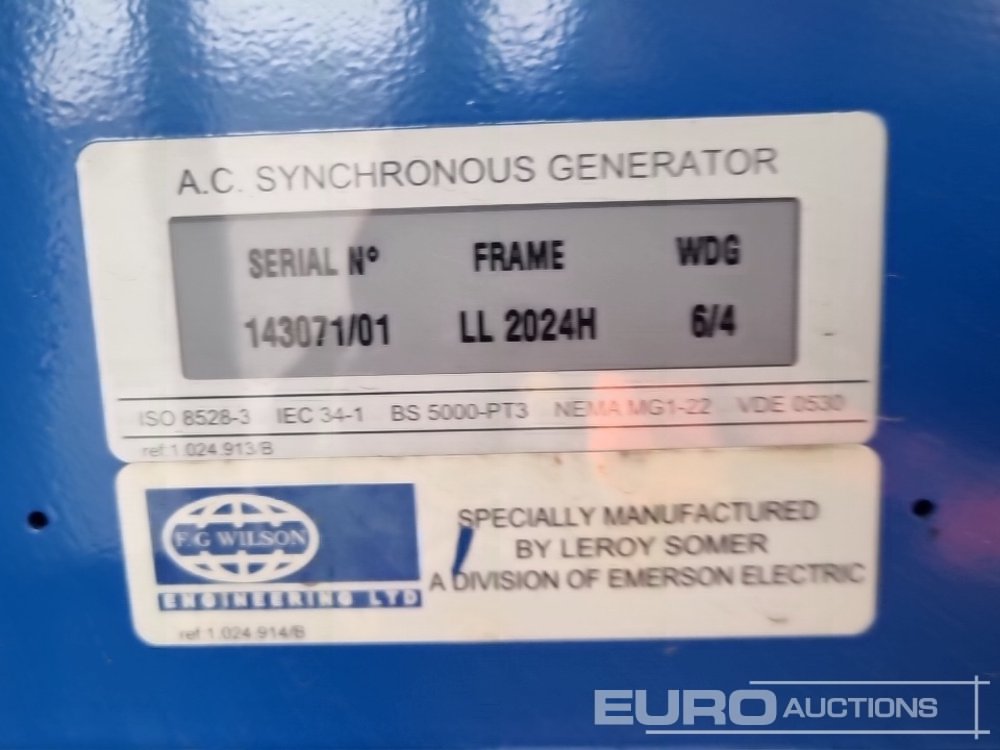 A.C. SYNCHRONOUS GENERATOR
SERIAL Nº FRAME WDG
143071/01 LL 2024H 6/4
ISO 8528-3 IEC 34-1 BS 5000-PT3 NEMA MG1-22 VDE 0530
ref:1.024.913/B
F.G WILSON
ENGINEERING LTD
SPECIALLY MANUFACTURED
BY LEROY SOMER
A DIVISION OF EMERSON ELECTRIC
ref 1.024.914/B
EURO AUCTIONS